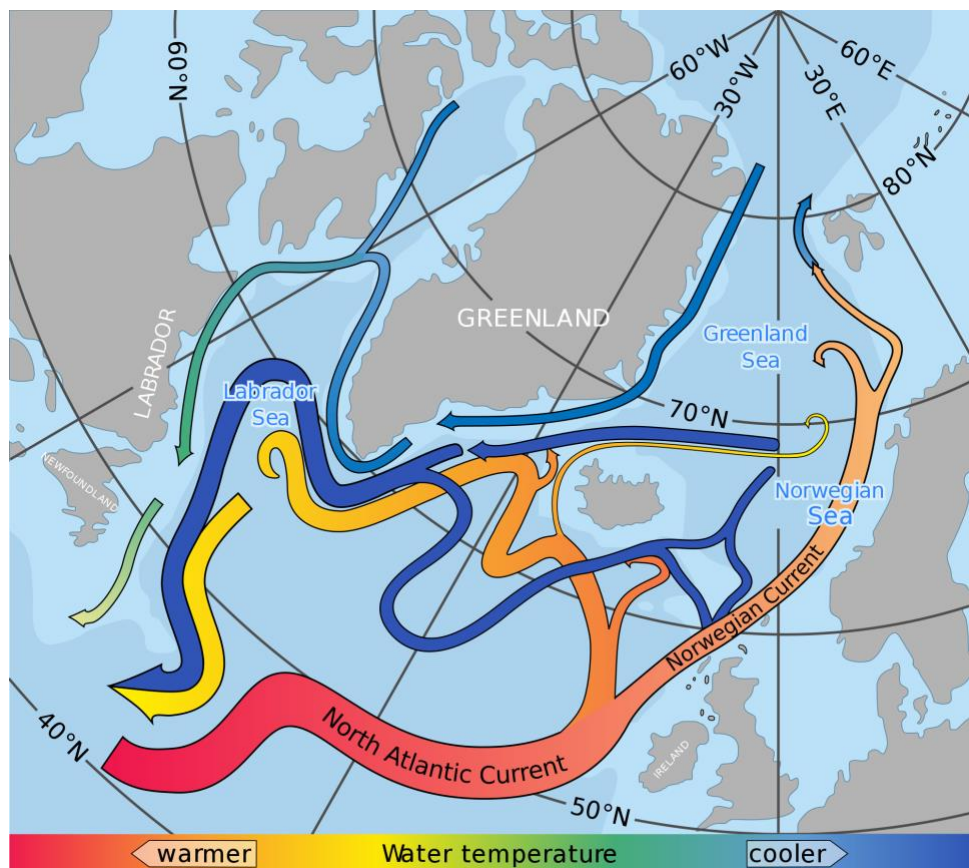 60°N
60°W
30°W
30°E
60°E
80°N
GREENLAND
Greenland
Sea
LABRADOR
Labrador
Sea
70°N
NEWFOUNDLAND
Norwegian
Sea
Norwegian Current
North Atlantic Current
IRELAND
40°N
50°N
warmer
Water temperature
cooler